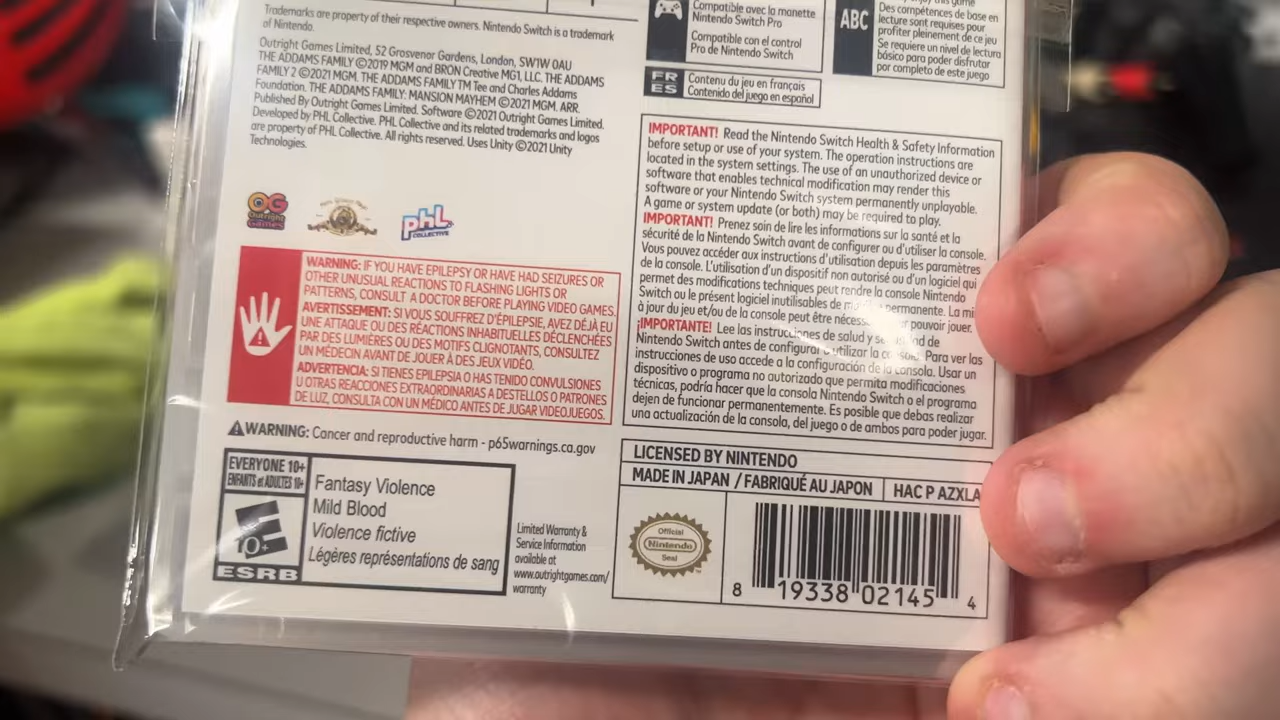 Trademarks are property of their respective owners. Nintendo Switch is a trademark
of Nintendo.
Outright Games Limited, 52 Grosvenor Gardens, London, SW1W 0AU
THE ADDAMS FAMILY ©2019 MGM and BRON Creative MG1, LLC. THE ADDAMS
FAMILY 2 ©2021 MGM. THE ADDAMS FAMILY TM Tee and Charles Addams
Foundation. THE ADDAMS FAMILY: MANSION MAYHEM ©2021 MGM. ARR.
Published By Outright Games Limited. Software ©2021 Outright Games Limited.
Developed by PHL Collective. PHL Collective and its related trademarks and logos
are property of PHL Collective. All rights reserved. Uses Unity ©2021 Unity
Technologies.
OG
Outright
Games
phL
COLLECTIVE
WARNING: IF YOU HAVE EPILEPSY OR HAVE HAD SEIZURES OR
OTHER UNUSUAL REACTIONS TO FLASHING LIGHTS OR
PATTERNS, CONSULT A DOCTOR BEFORE PLAYING VIDEO GAMES.
AVERTISSEMENT: SI VOUS SOUFFREZ D'ÉPILEPSIE, AVEZ DÉJÀ EU
UNE ATTAQUE OU DES RÉACTIONS INHABITUELLES DÉCLENCHÉES
PAR DES LUMIÈRES OU DES MOTIFS CLIGNOTANTS, CONSULTEZ
UN MÉDECIN AVANT DE JOUER À DES JEUX VIDÉO.
ADVERTENCIA: SI TIENES EPILEPSIA O HAS TENIDO CONVULSIONES
U OTRAS REACCIONES EXTRAORDINARIAS A DESTELLOS O PATRONES
DE LUZ, CONSULTA CON UN MÉDICO ANTES DE JUGAR VIDEOJUEGOS.
WARNING: Cancer and reproductive harm - p65warnings.ca.gov
EVERYONE 10+
ENFANTS et ADULTES 10+
E
10+
ESRB
Fantasy Violence
Mild Blood
Violence fictive
Légères représentations de sang
Limited Warranty &
Service Information
available at
www.outrightgames.com/
warranty
Compatible avec la manette
Nintendo Switch Pro
Compatible con el control
Pro de Nintendo Switch
ABC
enjoy this game
Des compétences de base en
lecture sont requises pour
profiter pleinement de ce jeu
Se requiere un nivel de lectura
básico para poder disfrutar
por completo de este juego
FR
ES
Contenu du jeu en français
Contenido del juego en español
IMPORTANT! Read the Nintendo Switch Health & Safety Information
before setup or use of your system. The operation instructions are
located in the system settings. The use of an unauthorized device or
software that enables technical modification may render this
software or your Nintendo Switch system permanently unplayable.
A game or system update (or both) may be required to play.
IMPORTANT! Prenez soin de lire les informations sur la santé et la
sécurité de la Nintendo Switch avant de configurer ou d'utiliser la console.
Vous pouvez accéder aux instructions d'utilisation depuis les paramètres
de la console. L'utilisation d'un dispositif non autorisé ou d'un logiciel qui
permet des modifications techniques peut rendre la console Nintendo
Switch ou le présent logiciel inutilisables de permanente. La mi
à jour du jeu et/ou de la console peut être pouvoir jouer.
¡IMPORTANTE! Lee las instrucciones de salud y de
Nintendo Switch antes de configurar o utilizar la consola. Para ver las
instrucciones de uso accede a la configuración de la consola. Usar un
dispositivo o programa no autorizado que permita modificaciones
técnicas, podría hacer que la consola Nintendo Switch o el programa
dejen de funcionar permanentemente. Es posible que debas realizar
una actualización de la consola, del juego o de ambos para poder jugar.
LICENSED BY NINTENDO
MADE IN JAPAN / FABRIQUÉ AU JAPON
HAC P AZXLA
Official
Nintendo
Seal
8 19338 02145 4